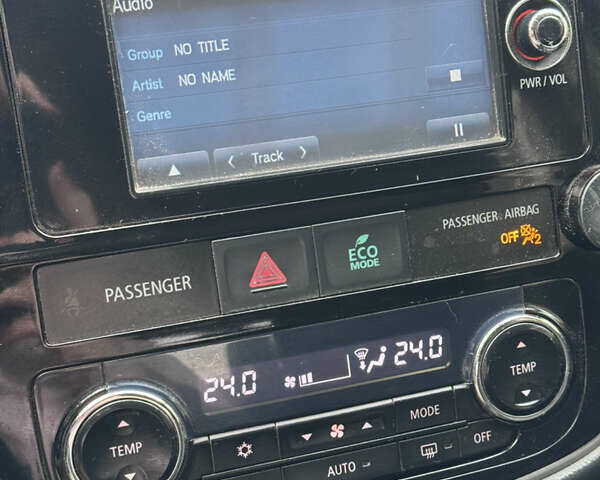 Audio
Group NO TITLE
Artist NO NAME
Genre
Track
PWR / VOL
PASSENGER
ECO
MODE
PASSENGER AIRBAG
OFF 2
24.0
24.0
TEMP
TEMP
MODE
AUTO
OFF